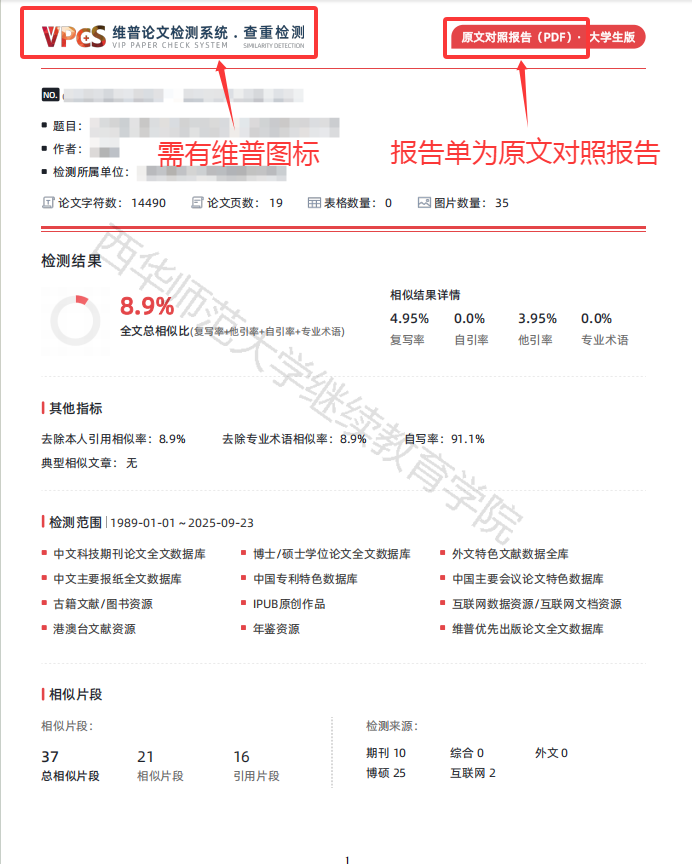 VPCS 维普论文检测系统 · 查重检测
VIP PAPER CHECK SYSTEM SIMILARITY DETECTION
原文对照报告（PDF）· 大学生版
NO.
题目：
作者：
检测所属单位：
需有维普图标
报告单为原文对照报告
论文字符数： 14490 论文页数： 19 表格数量： 0 图片数量： 35
检测结果
8.9%
全文总相似比(复写率+他引率+自引率+专业术语)
相似结果详情
4.95% 0.0% 3.95% 0.0%
复写率 自引率 他引率 专业术语
西华师范大学继续教育学院
其他指标
去除本人引用相似率：8.9% 去除专业术语相似率：8.9% 自写率：91.1%
典型相似文章： 无
检测范围 | 1989-01-01 ~ 2025-09-23
中文科技期刊论文全文数据库 博士/硕士学位论文全文数据库 外文特色文献数据全库
中文主要报纸全文数据库 中国专利特色数据库 中国主要会议论文特色数据库
古籍文献/图书资源 IPUB原创作品 互联网数据资源/互联网文档资源
港澳台文献资源 年鉴资源 维普优先出版论文全文数据库
相似片段
相似片段： 检测来源：
37 21 16
总相似片段 相似片段 引用片段
期刊 10 综合 0 外文 0
博硕 25 互联网 2
1